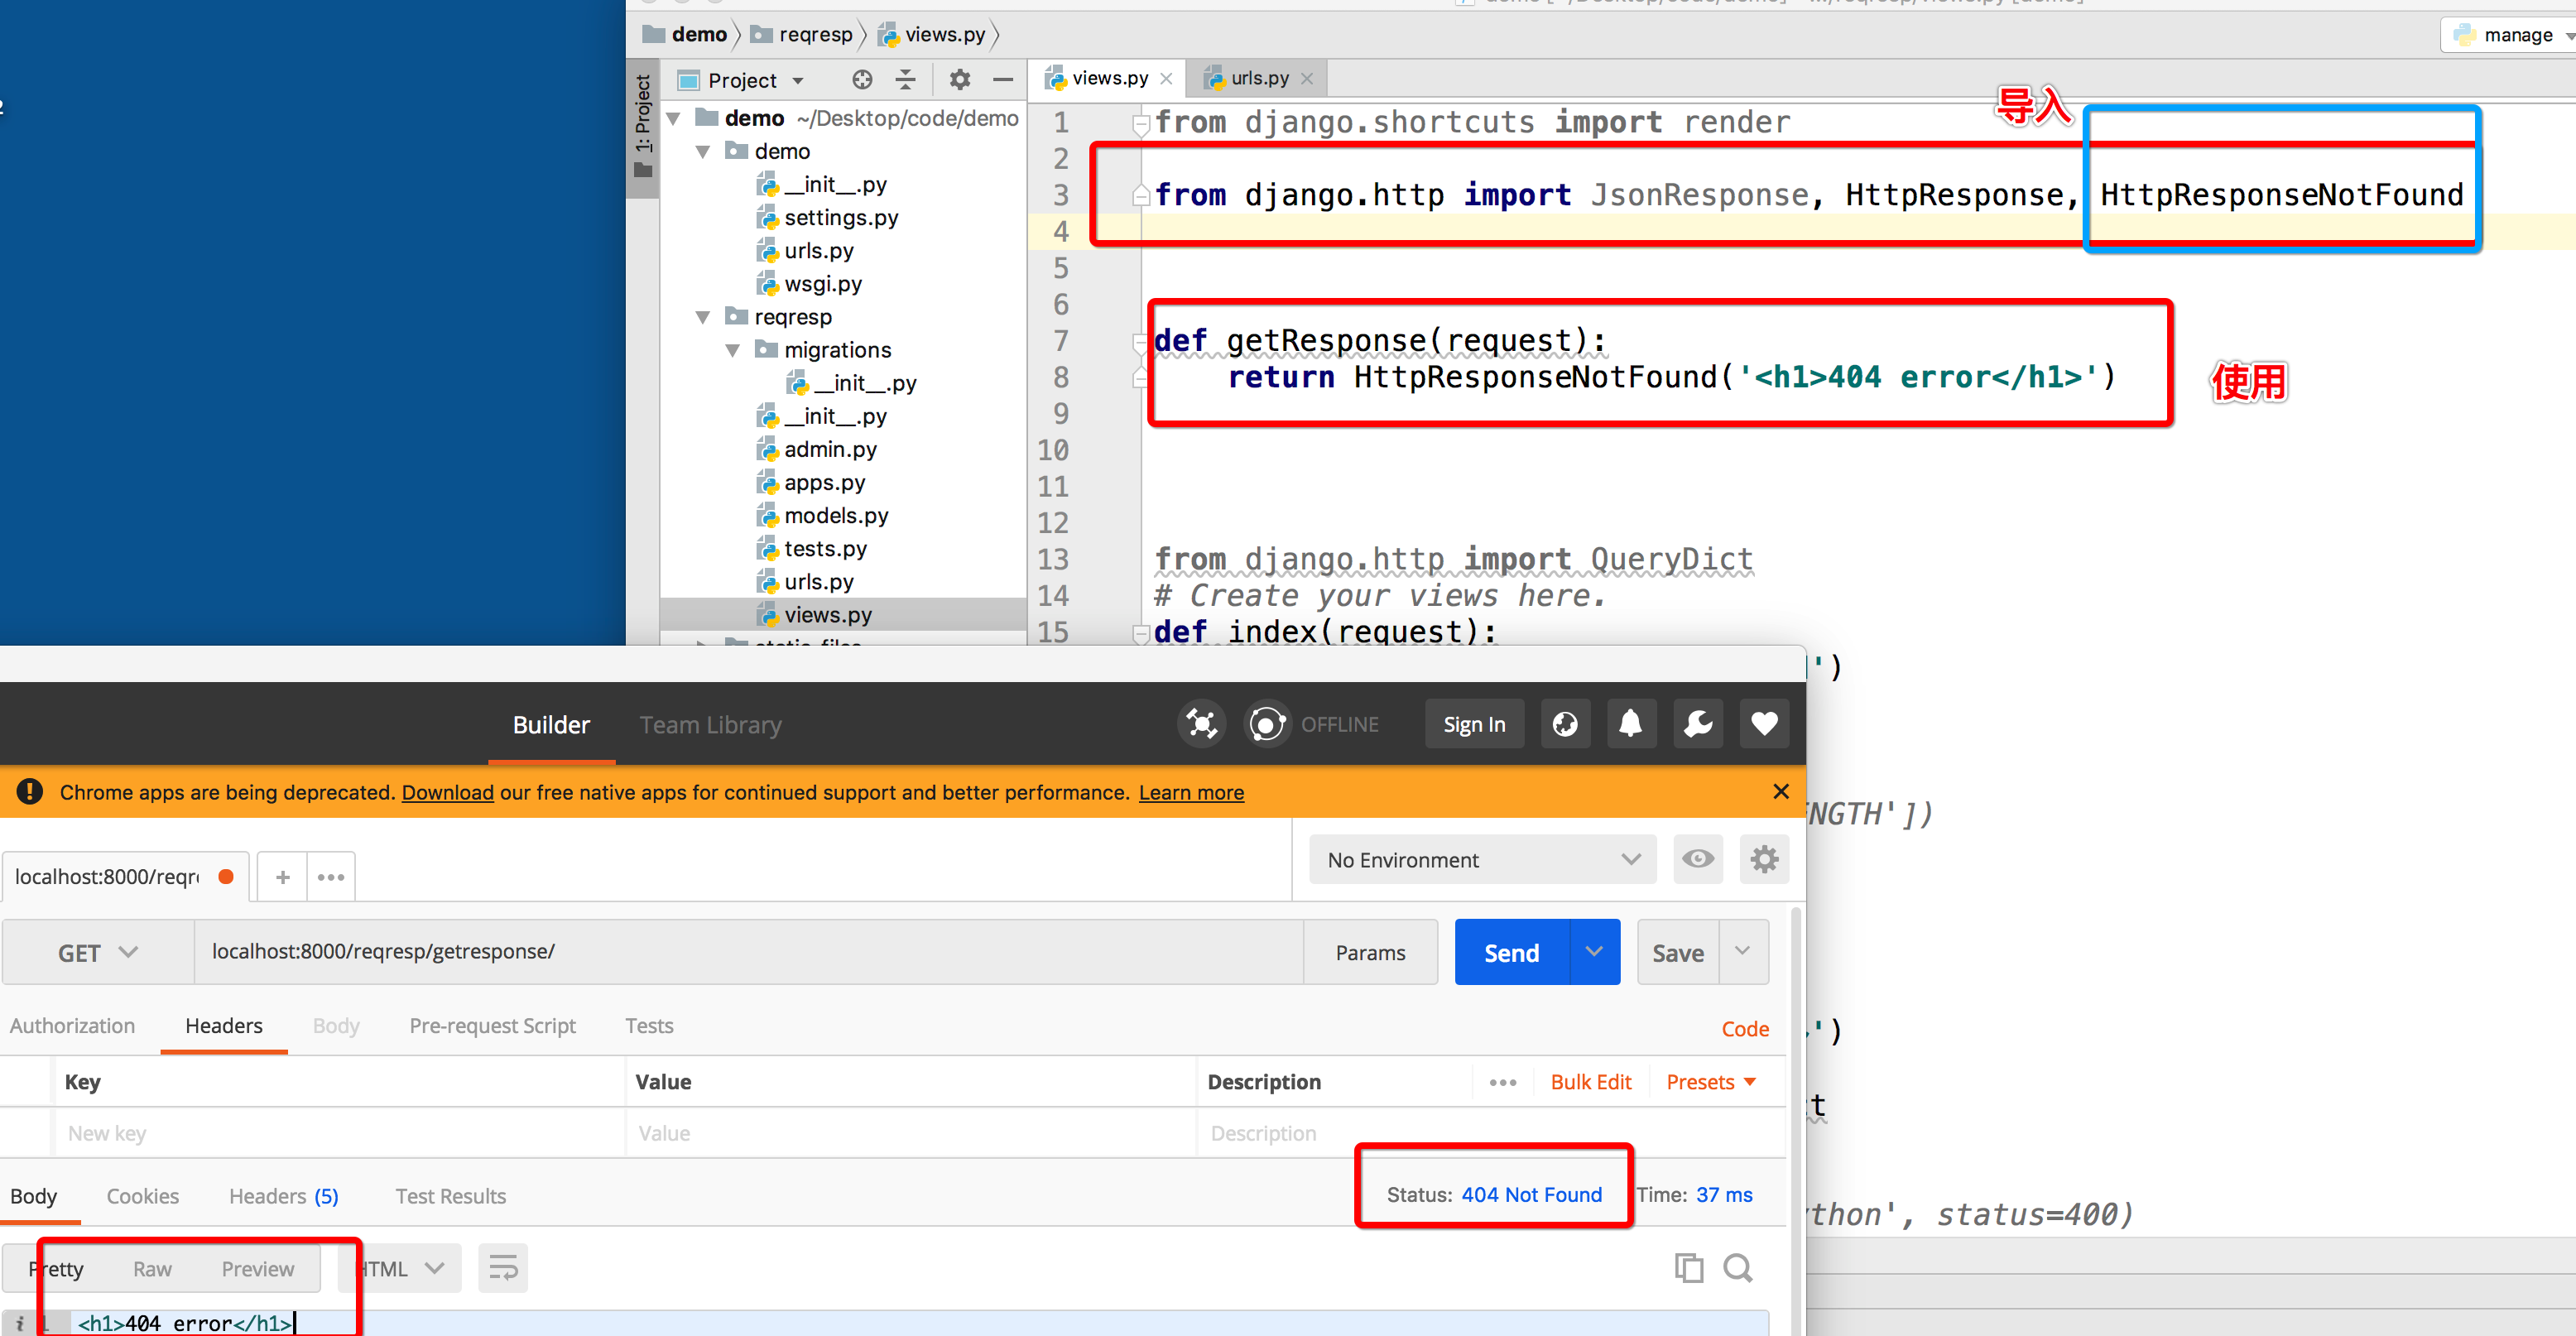 demo reqresp views.py manage
1: Project
Project
views.py urls.py
demo ~/Desktop/code/demo
demo
__init__.py
settings.py
urls.py
wsgi.py
reqresp
migrations
__init__.py
__init__.py
admin.py
apps.py
models.py
tests.py
urls.py
views.py
导入
1 from django.shortcuts import render
2
3 from django.http import JsonResponse, HttpResponse, HttpResponseNotFound
4
5
6
7 def getResponse(request):
8 return HttpResponseNotFound('<h1>404 error</h1>')
使用
9
10
11
12
13 from django.http import QueryDict
14 # Create your views here.
15 def index(request):
')
NGTH'])
')
t
thon', status=400)
Builder Team Library OFFLINE Sign In
Chrome apps are being deprecated. Download our free native apps for continued support and better performance. Learn more
localhost:8000/reqr + •••
No Environment
GET localhost:8000/reqresp/getresponse/ Params Send Save
Authorization Headers Body Pre-request Script Tests Code
Key Value Description ••• Bulk Edit Presets
New key Value Description
Body Cookies Headers (5) Test Results Status: 404 Not Found Time: 37 ms
Pretty Raw Preview HTML
i 1 <h1>404 error</h1>